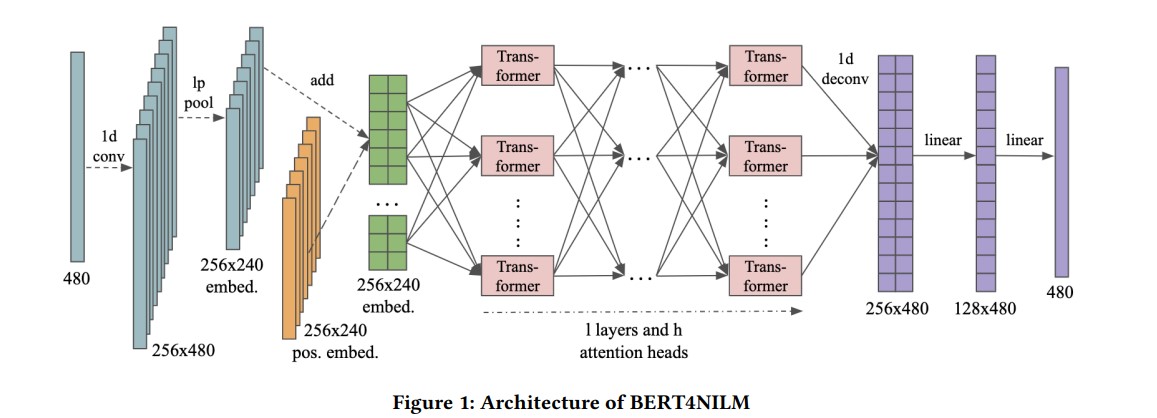 480
1d
conv
256x480
lp
pool
256x240
embed.
add
256x240
pos. embed.
...
256x240
embed.
Trans-
former
Trans-
former
Trans-
former
...
...
...
Trans-
former
Trans-
former
Trans-
former
l layers and h
attention heads
1d
deconv
256x480
linear
128x480
linear
480
Figure 1: Architecture of BERT4NILM